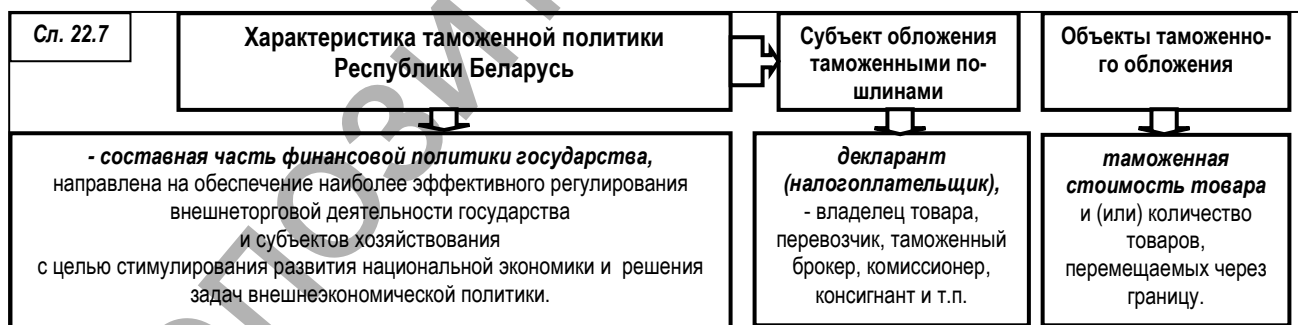 Сл. 22.7
Характеристика таможенной политики
Республики Беларусь
Субъект обложения
таможенными по-
шлинами
Объекты таможенно-
го обложения
- составная часть финансовой политики государства,
направлена на обеспечение наиболее эффективного регулирования
внешнеторговой деятельности государства
и субъектов хозяйствования
с целью стимулирования развития национальной экономики и решения
задач внешнеэкономической политики.
декларант
(налогоплательщик),
- владелец товара,
перевозчик, таможенный
брокер, комиссионер,
консигнант и т.п.
таможенная
стоимость товара
и (или) количество
товаров,
перемещаемых через
границу.